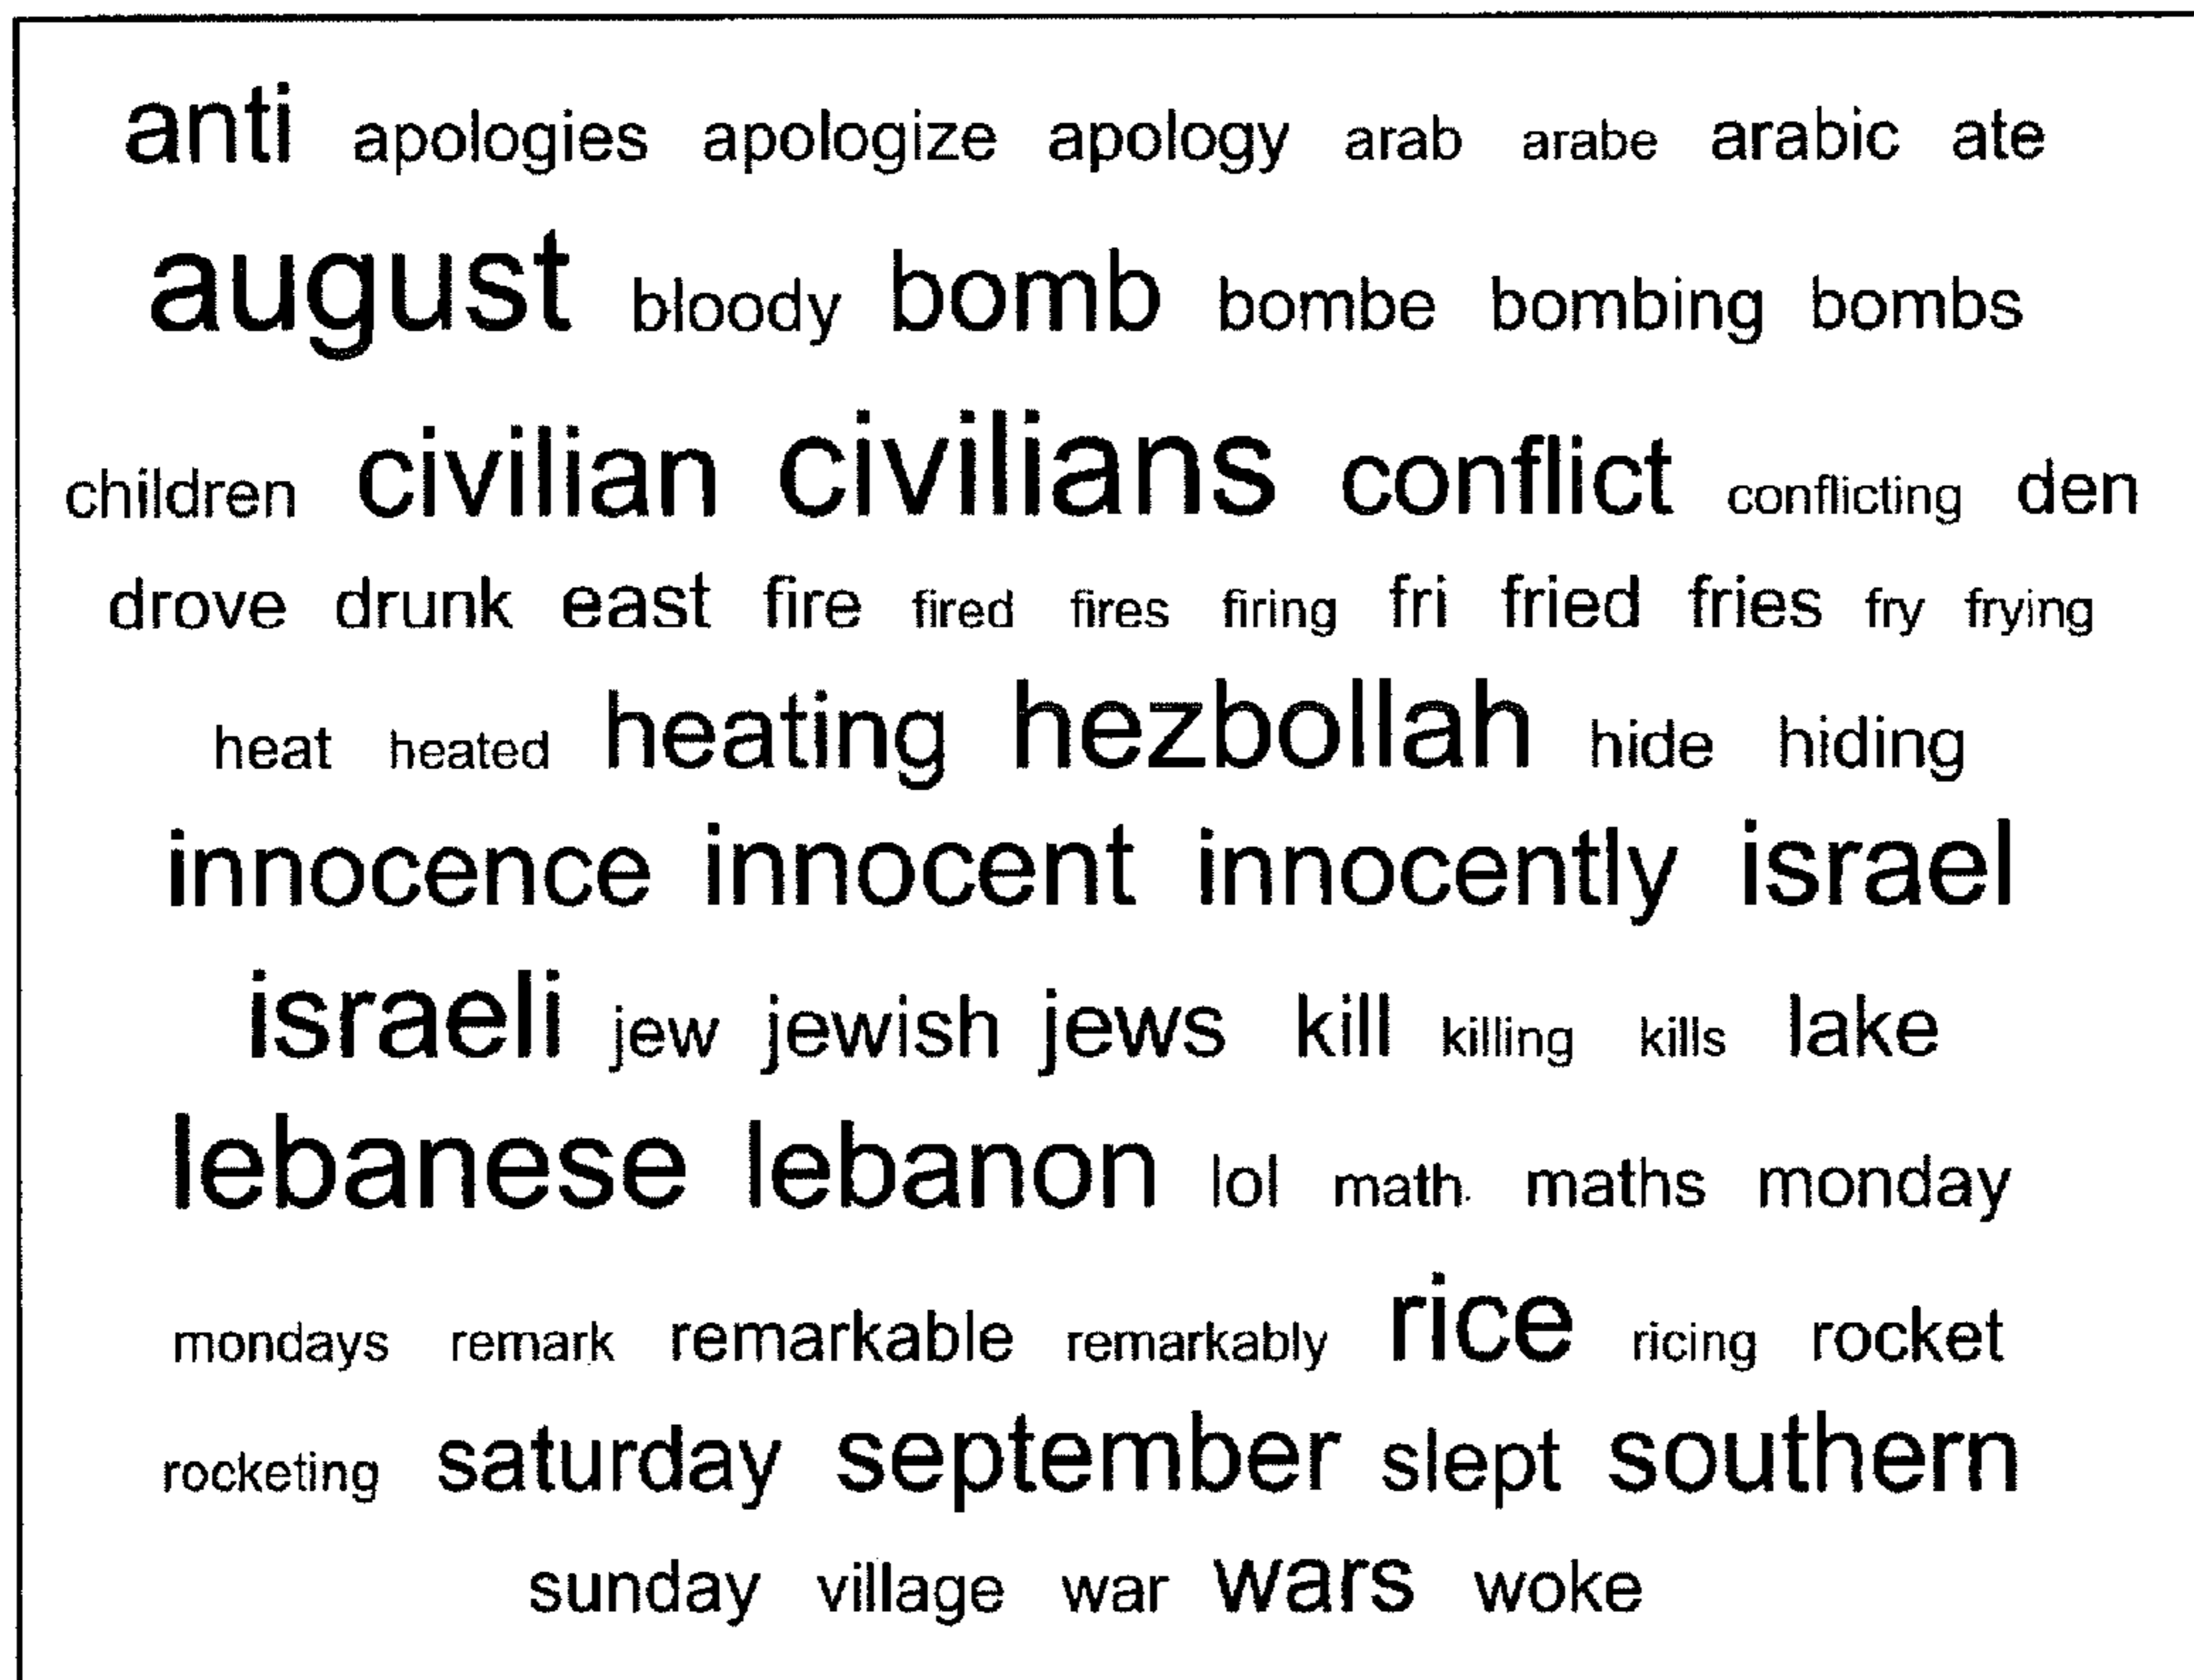 anti apologies apologize apology arab arabe arabic ate
august bloody bomb bombe bombing bombs
children civilian civilians conflict conflicting den
drove drunk east fire fired fires firing fri fried fries fry frying
heat heated heating hezbollah hide hiding
innocence innocent innocently israel
israeli jew jewish jews kill killing kills lake
lebanese lebanon lol math maths monday
mondays remark remarkable remarkably rice ricing rocket
rocketing saturday september slept southern
sunday village war wars woke